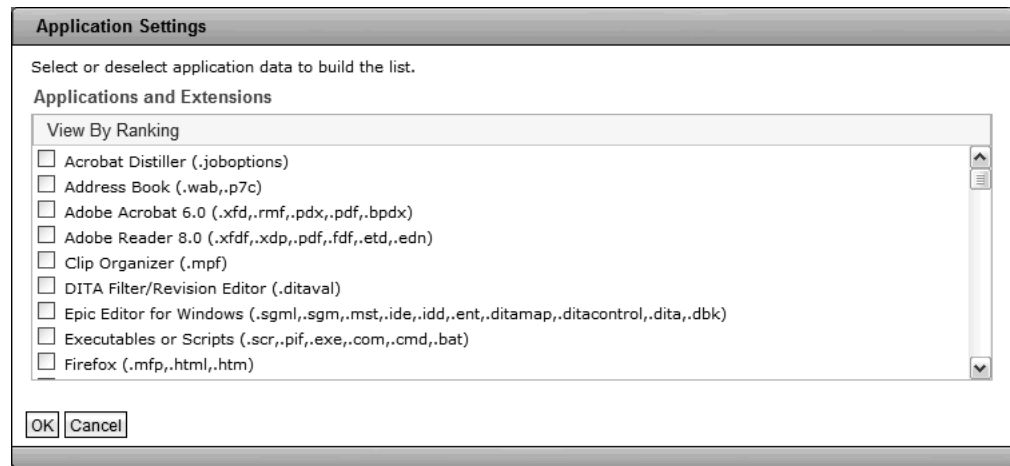 Application Settings
Select or deselect application data to build the list.
Applications and Extensions
View By Ranking
Acrobat Distiller (.joboptions)
Address Book (.wab,.p7c)
Adobe Acrobat 6.0 (.xfd,.rmf,.pdx,.pdf,.bpdx)
Adobe Reader 8.0 (.xfdf,.xdp,.pdf,.fdf,.etd,.edn)
Clip Organizer (.mpf)
DITA Filter/Revision Editor (.ditaval)
Epic Editor for Windows (.sgml,.sgm,.mst,.ide,.idd,.ent,.ditamap,.ditacontrol,.dita,.dbk)
Executables or Scripts (.scr,.pif,.exe,.com,.cmd,.bat)
Firefox (.mfp,.html,.htm)
OK Cancel